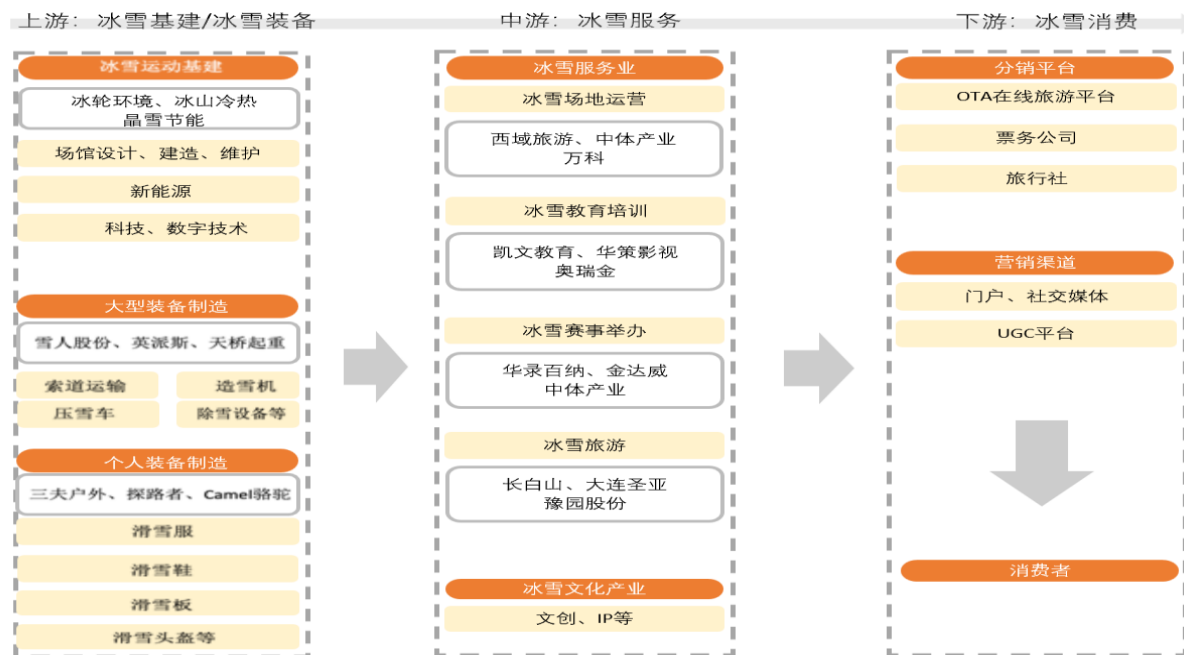 上游：冰雪基建/冰雪装备
冰雪运动基建
冰轮环境、冰山冷热
晶雪节能
场馆设计、建造、维护
新能源
科技、数字技术
大型装备制造
雪人股份、英派斯、天桥起重
索道运输
造雪机
压雪车
除雪设备等
个人装备制造
三夫户外、探路者、Camel骆驼
滑雪服
滑雪鞋
滑雪板
滑雪头盔等
中游：冰雪服务
冰雪服务业
冰雪场地运营
西域旅游、中体产业
万科
冰雪教育培训
凯文教育、华策影视
奥瑞金
冰雪赛事举办
华录百纳、金达威
中体产业
冰雪旅游
长白山、大连圣亚
豫园股份
冰雪文化产业
文创、IP等
下游：冰雪消费
分销平台
OTA在线旅游平台
票务公司
旅行社
营销渠道
门户、社交媒体
UGC平台
消费者